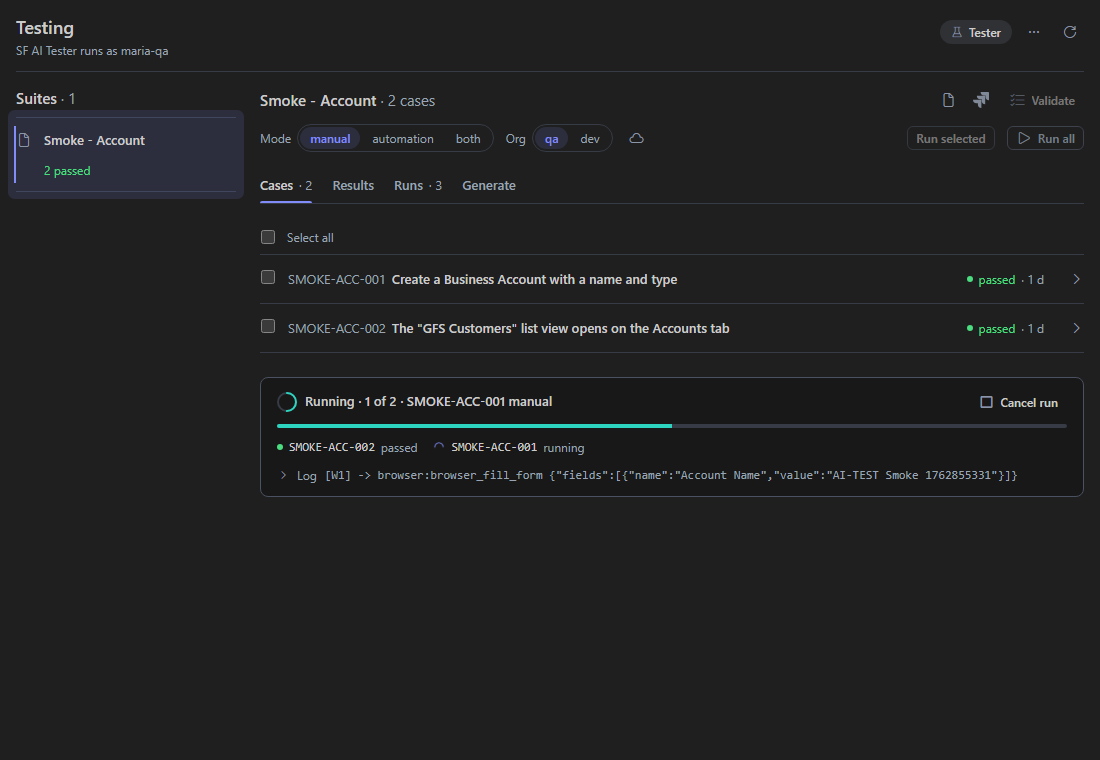 Testing
SF AI Tester runs as maria-qa
Tester
Suites · 1
Smoke - Account
2 passed
Smoke - Account · 2 cases
Validate
Mode manual automation both Org qa dev
Run selected Run all
Cases · 2 Results Runs · 3 Generate
Select all
SMOKE-ACC-001 Create a Business Account with a name and type passed · 1 d
SMOKE-ACC-002 The "GFS Customers" list view opens on the Accounts tab passed · 1 d
Running · 1 of 2 · SMOKE-ACC-001 manual Cancel run
SMOKE-ACC-002 passed SMOKE-ACC-001 running
Log [W1] -> browser:browser_fill_form {"fields":[{"name":"Account Name","value":"AI-TEST Smoke 1762855331"}]}